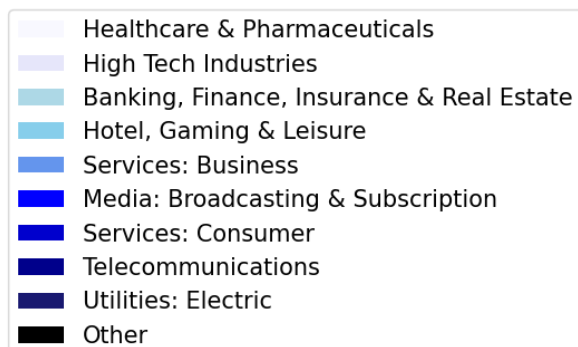 Healthcare & Pharmaceuticals
High Tech Industries
Banking, Finance, Insurance & Real Estate
Hotel, Gaming & Leisure
Services: Business
Media: Broadcasting & Subscription
Services: Consumer
Telecommunications
Utilities: Electric
Other